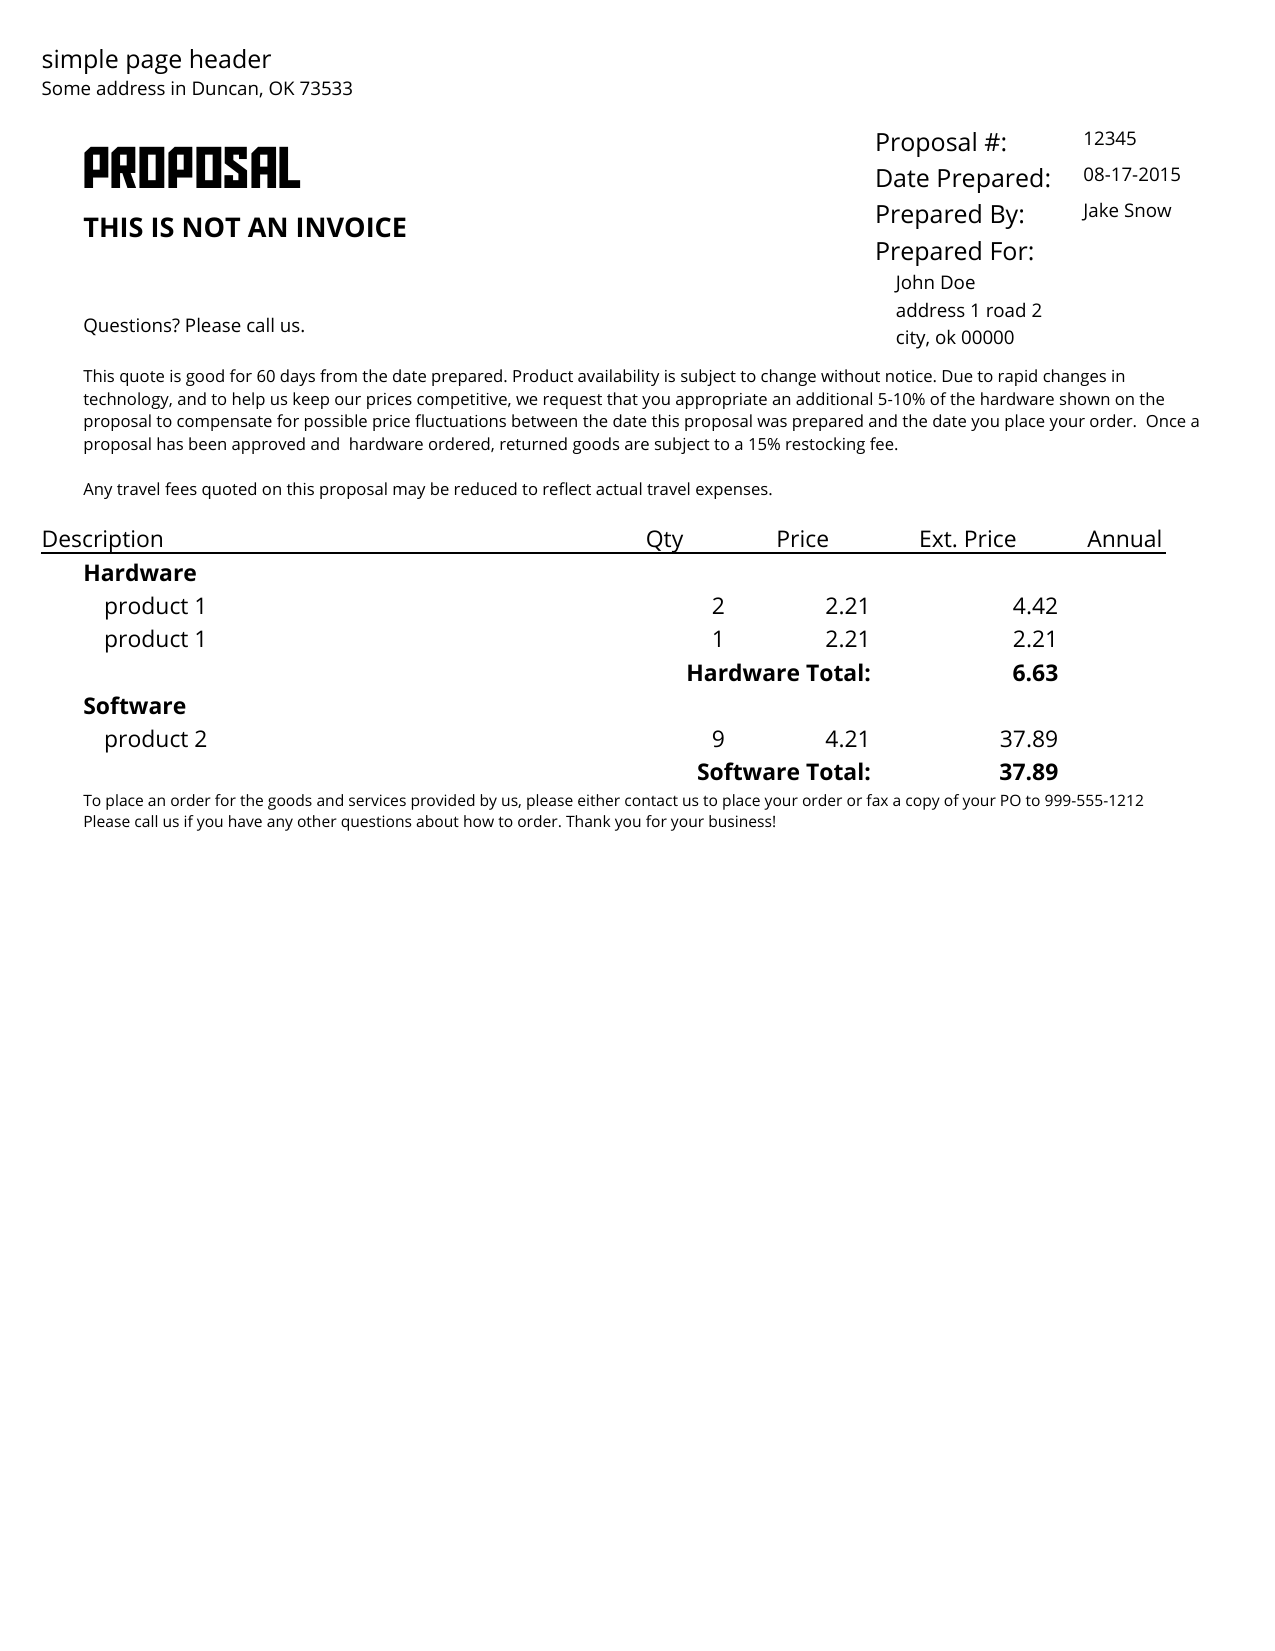 simple page header
Some address in Duncan, OK 73533
PROPOSAL
THIS IS NOT AN INVOICE
Questions? Please call us.
Proposal #: 12345
Date Prepared: 08-17-2015
Prepared By: Jake Snow
Prepared For:
John Doe
address 1 road 2
city, ok 00000
This quote is good for 60 days from the date prepared. Product availability is subject to change without notice. Due to rapid changes in
technology, and to help us keep our prices competitive, we request that you appropriate an additional 5-10% of the hardware shown on the
proposal to compensate for possible price fluctuations between the date this proposal was prepared and the date you place your order.  Once a
proposal has been approved and  hardware ordered, returned goods are subject to a 15% restocking fee.
Any travel fees quoted on this proposal may be reduced to reflect actual travel expenses.
Description Qty Price Ext. Price Annual
Hardware
product 1 2 2.21 4.42
product 1 1 2.21 2.21
Hardware Total: 6.63
Software
product 2 9 4.21 37.89
Software Total: 37.89
To place an order for the goods and services provided by us, please either contact us to place your order or fax a copy of your PO to 999-555-1212
Please call us if you have any other questions about how to order. Thank you for your business!